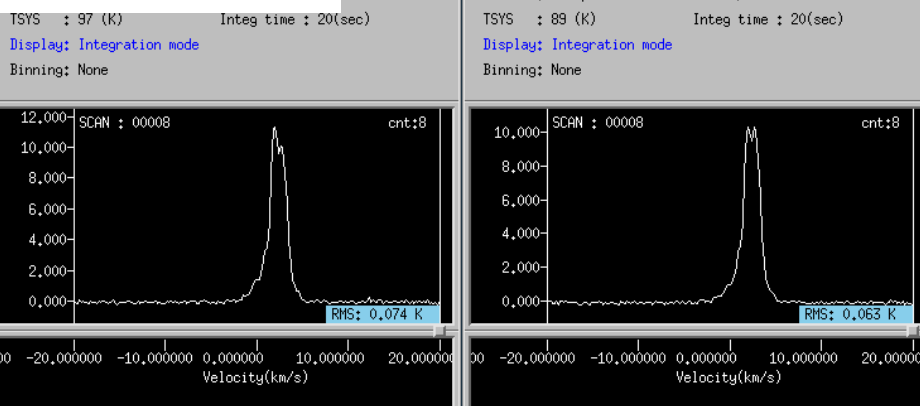 TSYS : 97 (K) Integ time : 20(sec)
Display: Integration mode
Binning: None
12.000
SCAN : 00008 cnt:8
10.000
8.000
6.000
4.000
2.000
0.000
RMS: 0.074 K
00 -20.000000 -10.000000 0.000000 10.000000 20.000000
Velocity(km/s)
TSYS : 89 (K) Integ time : 20(sec)
Display: Integration mode
Binning: None
SCAN : 00008 cnt:8
10.000
8.000
6.000
4.000
2.000
0.000
RMS: 0.063 K
00 -20.000000 -10.000000 0.000000 10.000000 20.00000
Velocity(km/s)